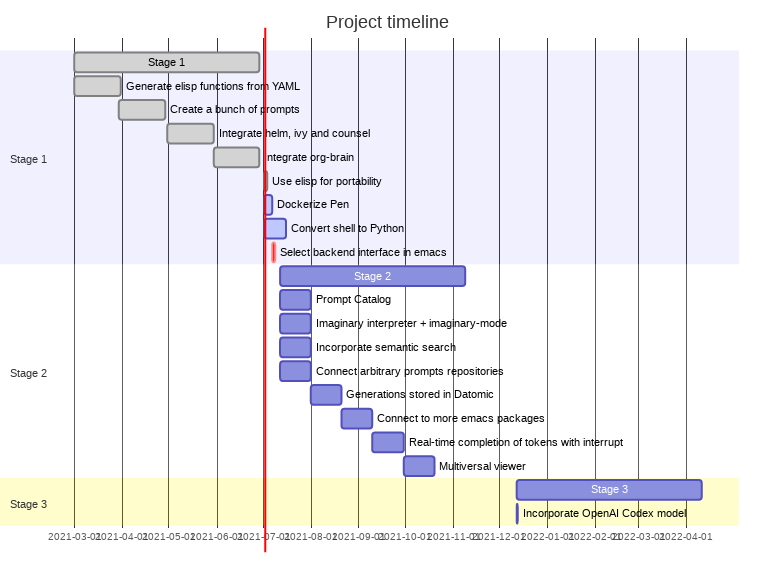 Project timeline
Stage 1
Generate elisp functions from YAML
Create a bunch of prompts
Integrate helm, ivy and counsel
Integrate org-brain
Stage 1
Use elisp for portability
Dockerize Pen
Convert shell to Python
Select backend interface in emacs
Stage 2
Prompt Catalog
Imaginary interpreter + imaginary-mode
Incorporate semantic search
Connect arbitrary prompts repositories
Stage 2
Generations stored in Datomic
Connect to more emacs packages
Real-time completion of tokens with interrupt
Multiversal viewer
Stage 3
Stage 3
Incorporate OpenAI Codex model
2021-03-01 2021-04-01 2021-05-01 2021-06-01 2021-07-01 2021-08-01 2021-09-01 2021-10-01 2021-11-01 2021-12-01 2022-01-01 2022-02-01 2022-03-01 2022-04-01